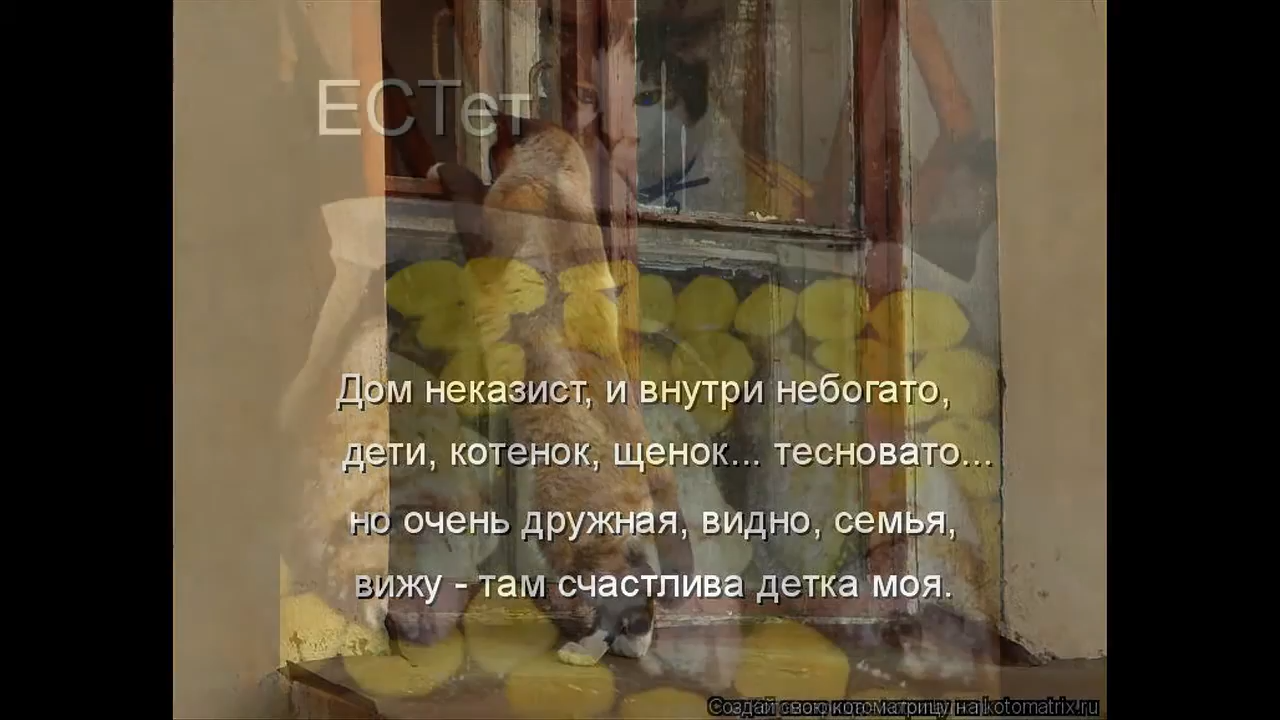 ЕСТет
Дом неказист, и внутри небогато,
дети, котенок, щенок... тесновато...
но очень дружная, видно, семья,
вижу - там счастлива детка моя.
Создай свою котоматрицу на kotomatrix.ru